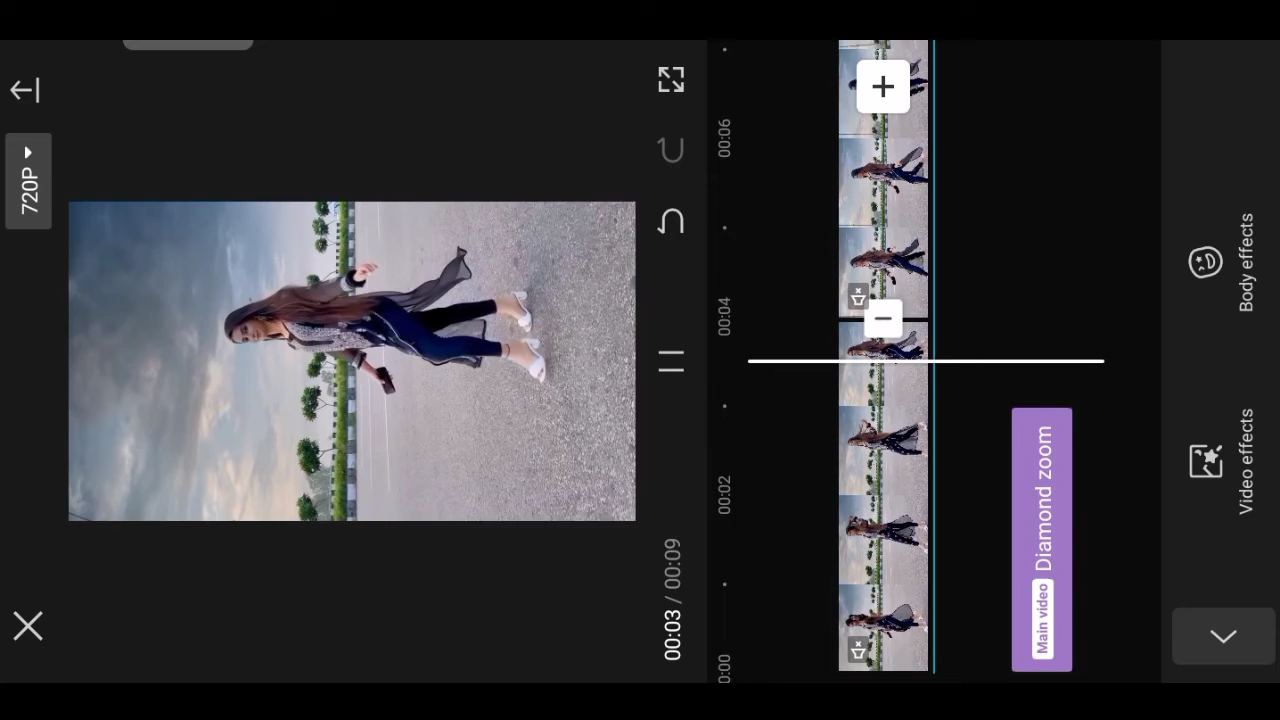 720P
00:03 / 00:09
0:00
00:02
00:04
00:06
Main video Diamond zoom
Video effects
Body effects